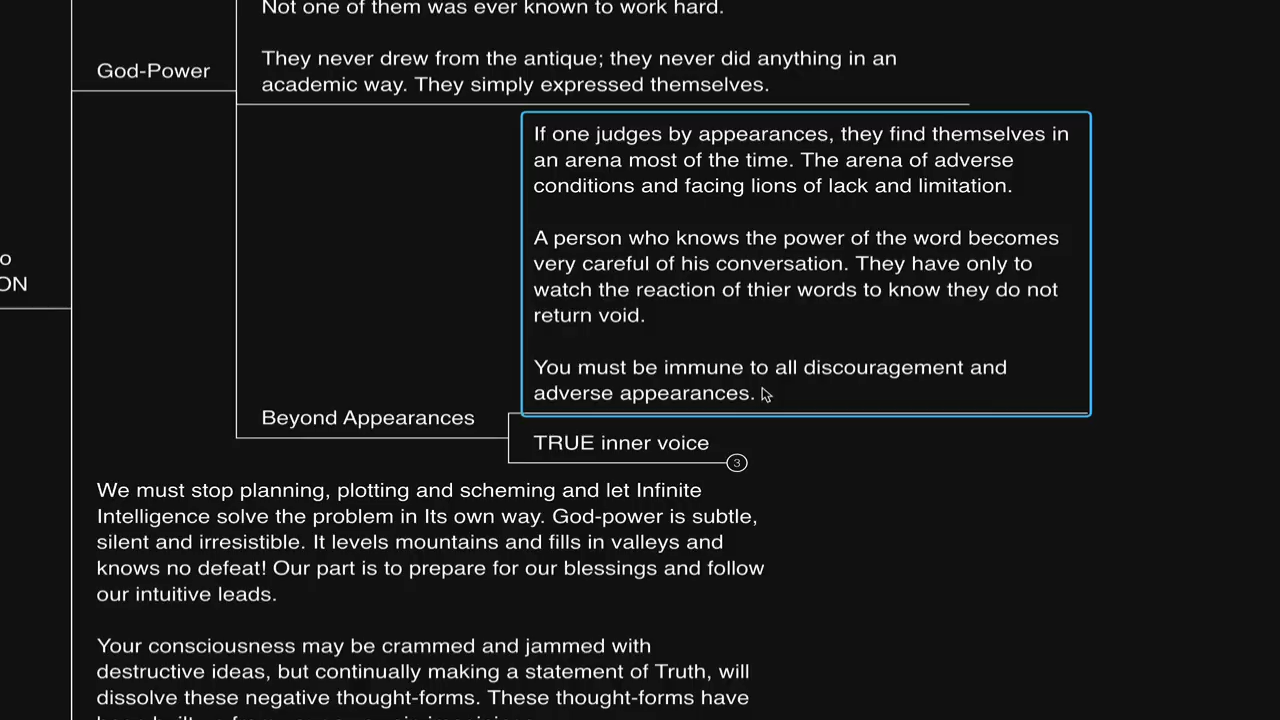 Not one of them was ever known to work hard.
They never drew from the antique; they never did anything in an
academic way. They simply expressed themselves.
God-Power
If one judges by appearances, they find themselves in
an arena most of the time. The arena of adverse
conditions and facing lions of lack and limitation.
A person who knows the power of the word becomes
very careful of his conversation. They have only to
watch the reaction of thier words to know they do not
return void.
You must be immune to all discouragement and
adverse appearances.
o
ON
Beyond Appearances
TRUE inner voice
3
We must stop planning, plotting and scheming and let Infinite
Intelligence solve the problem in Its own way. God-power is subtle,
silent and irresistible. It levels mountains and fills in valleys and
knows no defeat! Our part is to prepare for our blessings and follow
our intuitive leads.
Your consciousness may be crammed and jammed with
destructive ideas, but continually making a statement of Truth, will
dissolve these negative thought-forms. These thought-forms have